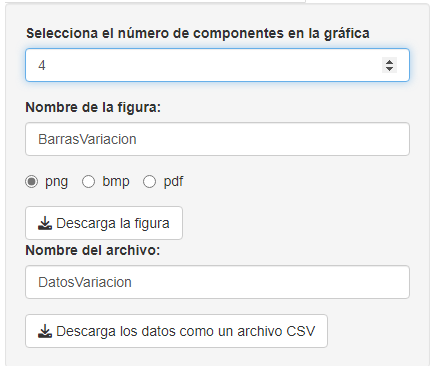 Selecciona el número de componentes en la gráfica
4
Nombre de la figura:
BarrasVariacion
png bmp pdf
Descarga la figura
Nombre del archivo:
DatosVariacion
Descarga los datos como un archivo CSV